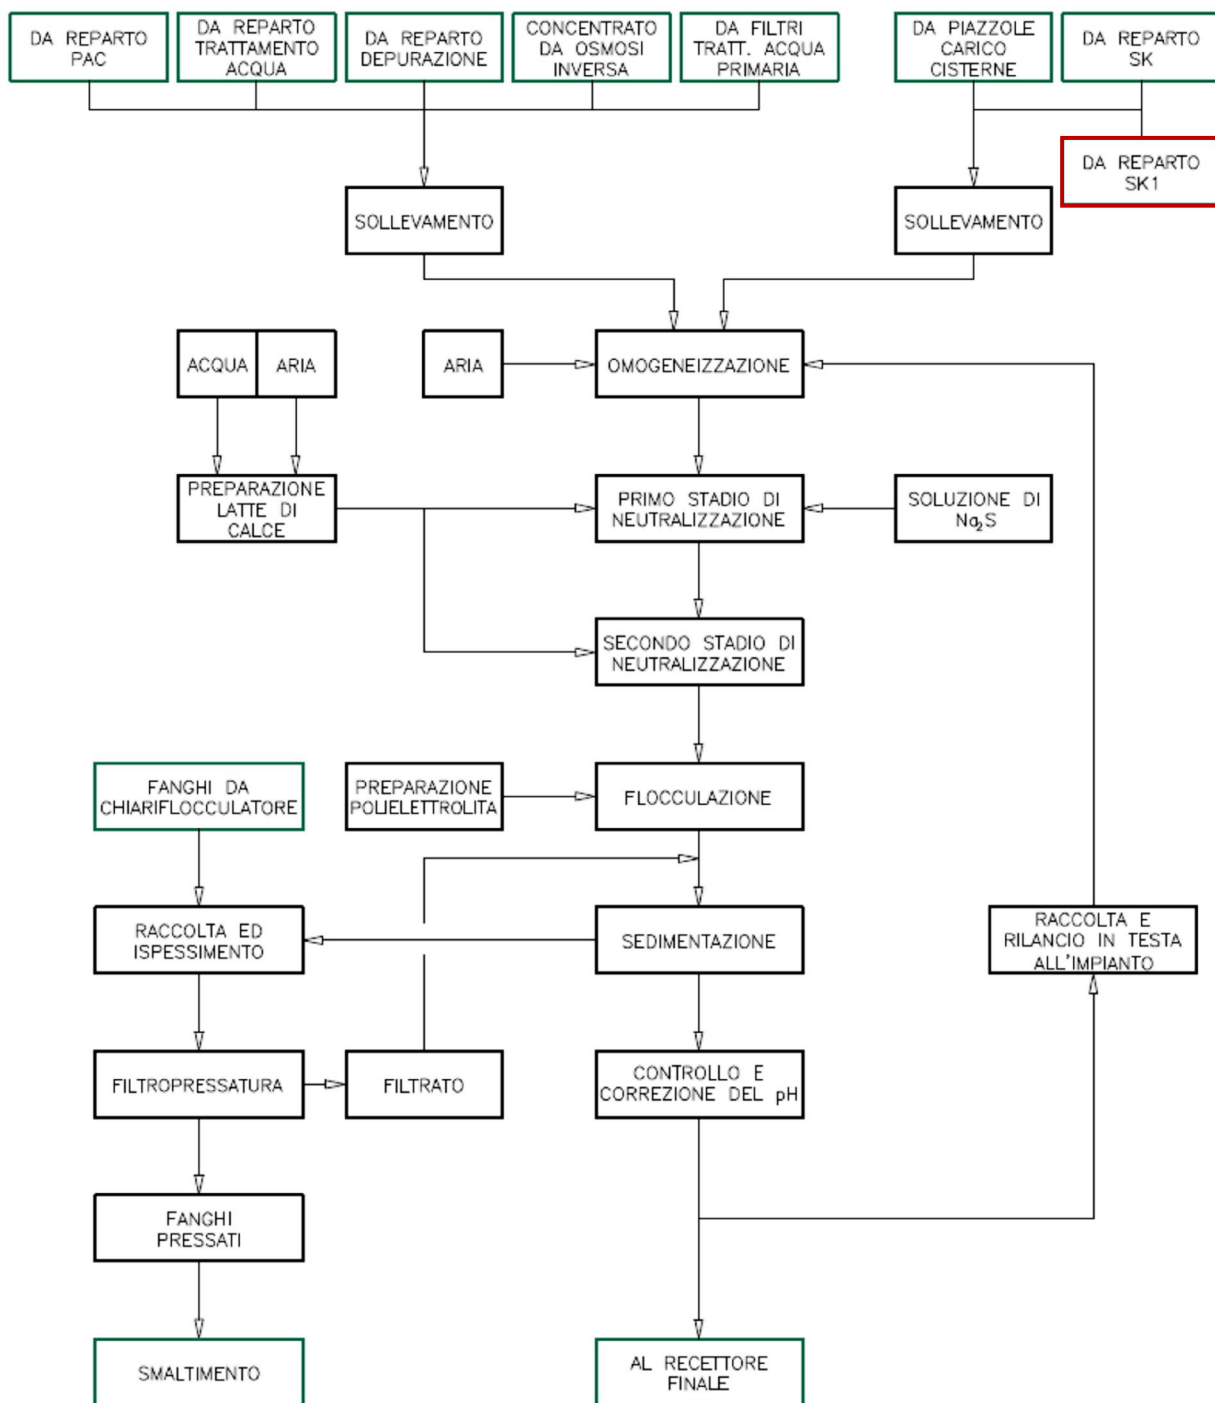 DA REPARTO
PAC
DA REPARTO
TRATTAMENTO
ACQUA
DA REPARTO
DEPURAZIONE
CONCENTRATO
DA OSMOSI
INVERSA
DA FILTRI
TRATT. ACQUA
PRIMARIA
DA PIAZZOLE
CARICO
CISTERNE
DA REPARTO
SK
DA REPARTO
SK1
SOLLEVAMENTO
SOLLEVAMENTO
ACQUA
ARIA
ARIA
OMOGENEIZZAZIONE
PREPARAZIONE
LATTE DI
CALCE
PRIMO STADIO DI
NEUTRALIZZAZIONE
SOLUZIONE DI
Na₂S
SECONDO STADIO DI
NEUTRALIZZAZIONE
FANGHI DA
CHIARIFLOCCULATORE
PREPARAZIONE
POLIELETTROLITA
FLOCCULAZIONE
RACCOLTA ED
ISPESSIMENTO
SEDIMENTAZIONE
RACCOLTA E
RILANCIO IN TESTA
ALL'IMPIANTO
FILTROPRESSATURA
FILTRATO
CONTROLLO E
CORREZIONE DEL pH
FANGHI
PRESSATI
SMALTIMENTO
AL RECETTORE
FINALE